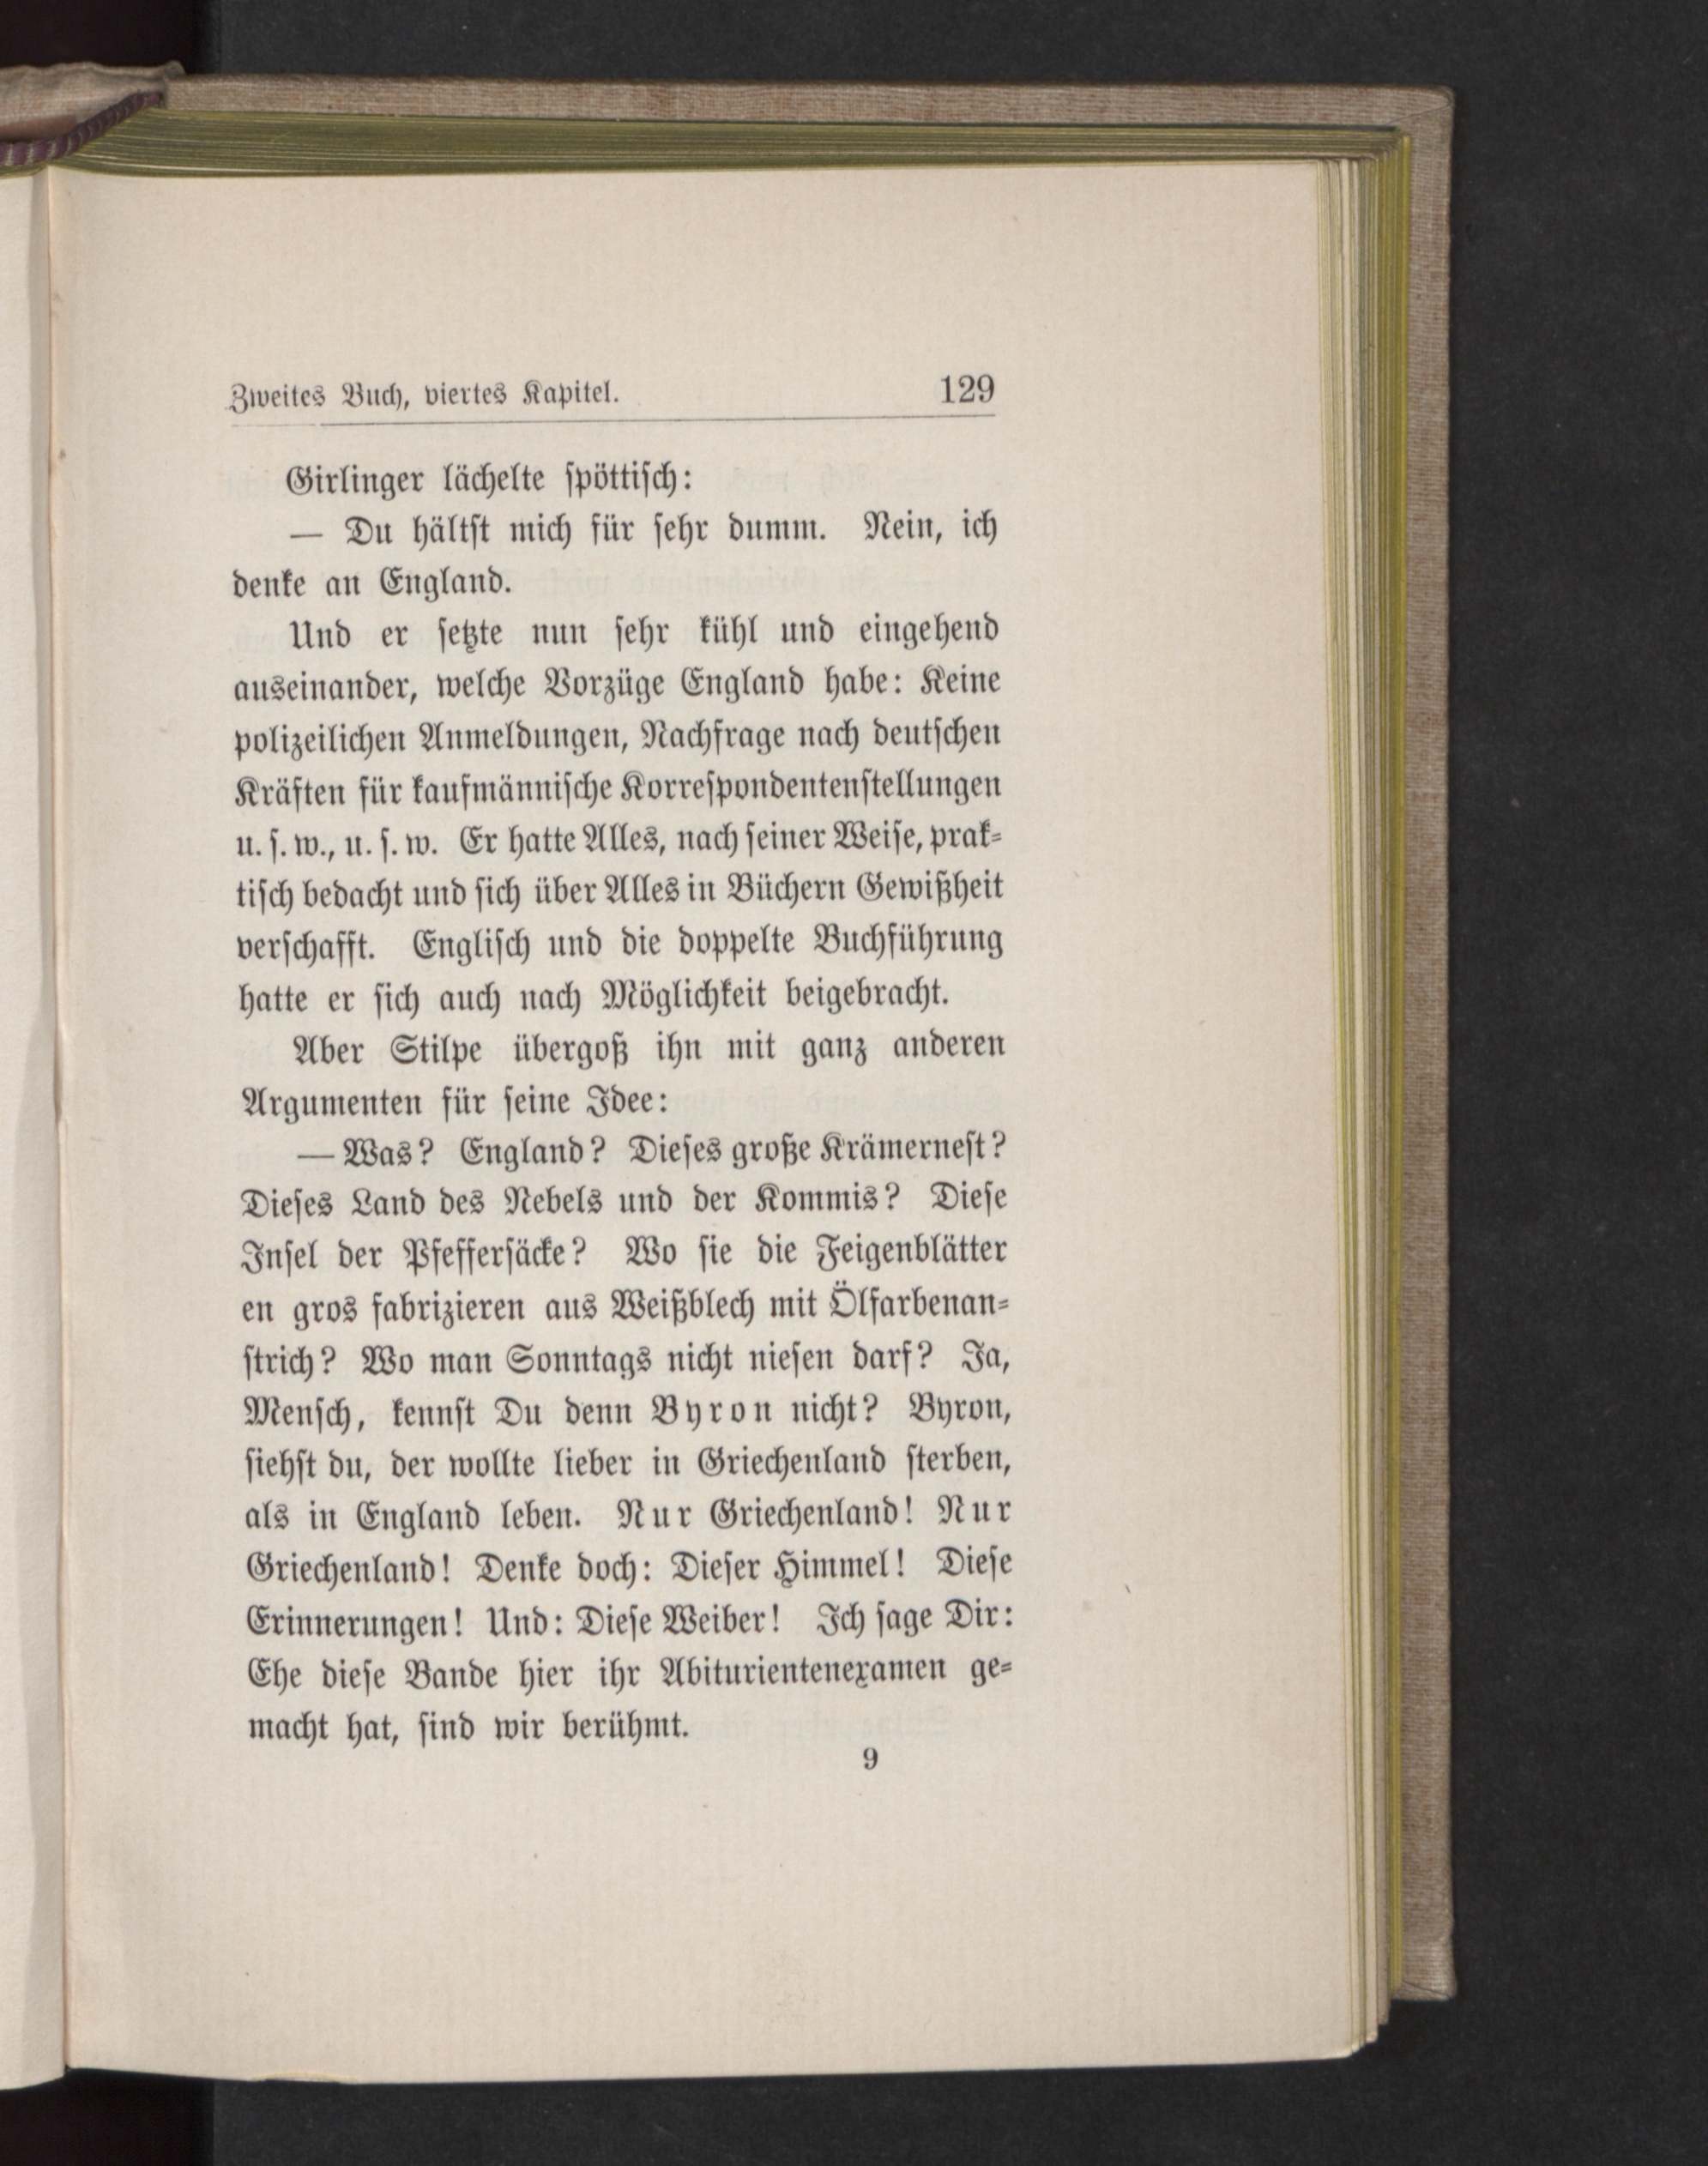 Zweites Buch, viertes Kapitel. 129
Girlinger lächelte spöttisch:
— Du hältst mich für sehr dumm. Nein, ich
denke an England.
Und er setzte nun sehr kühl und eingehend
auseinander, welche Vorzüge England habe: Keine
polizeilichen Anmeldungen, Nachfrage nach deutschen
Kräften für kaufmännische Korrespondentenstellungen
u. s. w., u. s. w. Er hatte Alles, nach seiner Weise, prak-
tisch bedacht und sich über Alles in Büchern Gewißheit
verschafft. Englisch und die doppelte Buchführung
hatte er sich auch nach Möglichkeit beigebracht.
Aber Stilpe übergoß ihn mit ganz anderen
Argumenten für seine Idee:
— Was? England? Dieses große Krämernest?
Dieses Land des Nebels und der Kommis? Diese
Insel der Pfeffersäcke? Wo sie die Feigenblätter
en gros fabrizieren aus Weißblech mit Ölfarbenan-
strich? Wo man Sonntags nicht niesen darf? Ja,
Mensch, kennst Du denn Byron nicht? Byron,
siehst du, der wollte lieber in Griechenland sterben,
als in England leben. Nur Griechenland! Nur
Griechenland! Denke doch: Dieser Himmel! Diese
Erinnerungen! Und: Diese Weiber! Ich sage Dir:
Ehe diese Bande hier ihr Abiturientenexamen ge-
macht hat, sind wir berühmt.
9